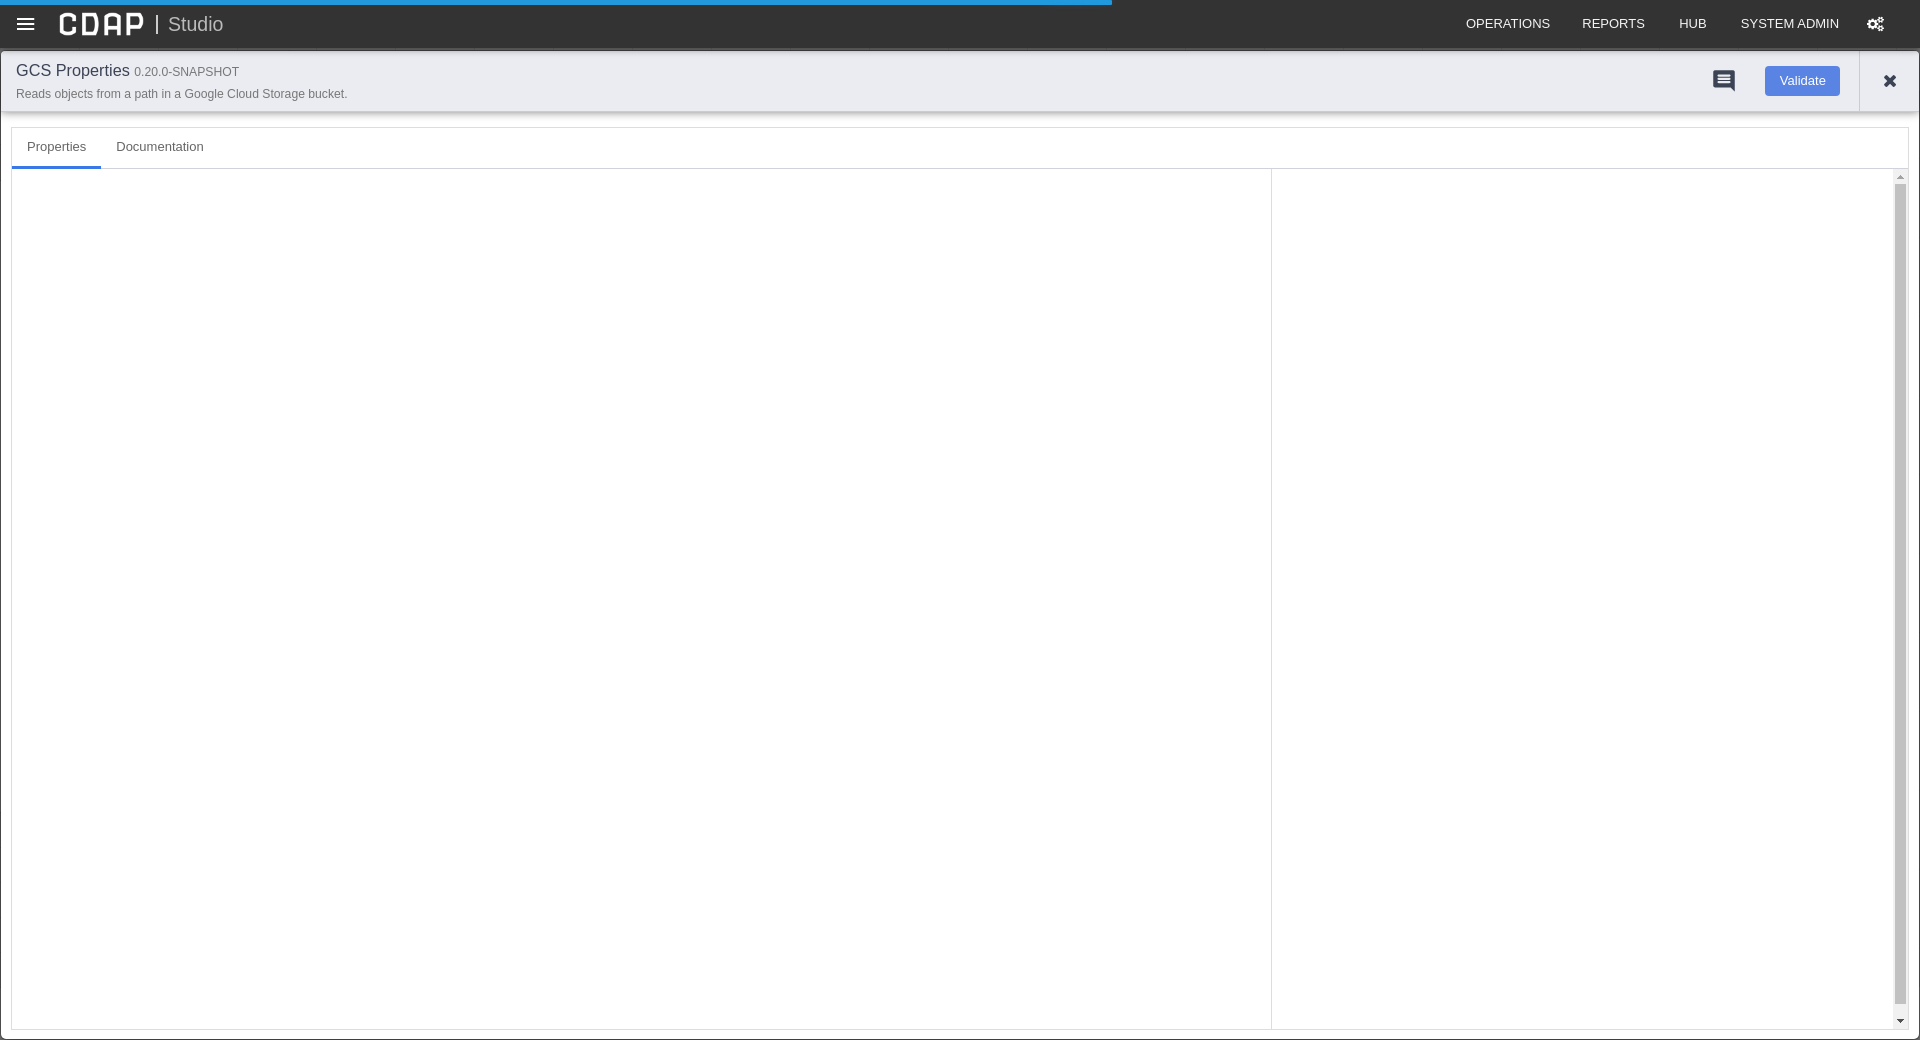 CDAP | Studio
OPERATIONS REPORTS HUB SYSTEM ADMIN
GCS Properties 0.20.0-SNAPSHOT
Reads objects from a path in a Google Cloud Storage bucket.
Validate
Properties Documentation